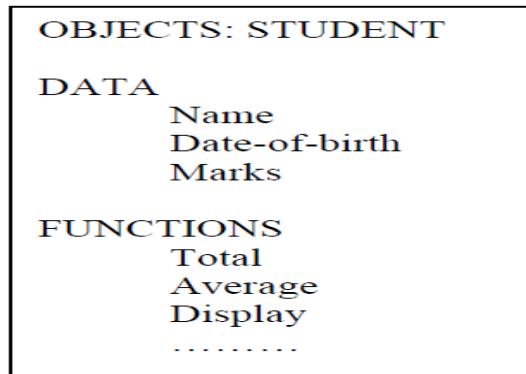 OBJECTS: STUDENT
DATA
Name
Date-of-birth
Marks
FUNCTIONS
Total
Average
Display
.........